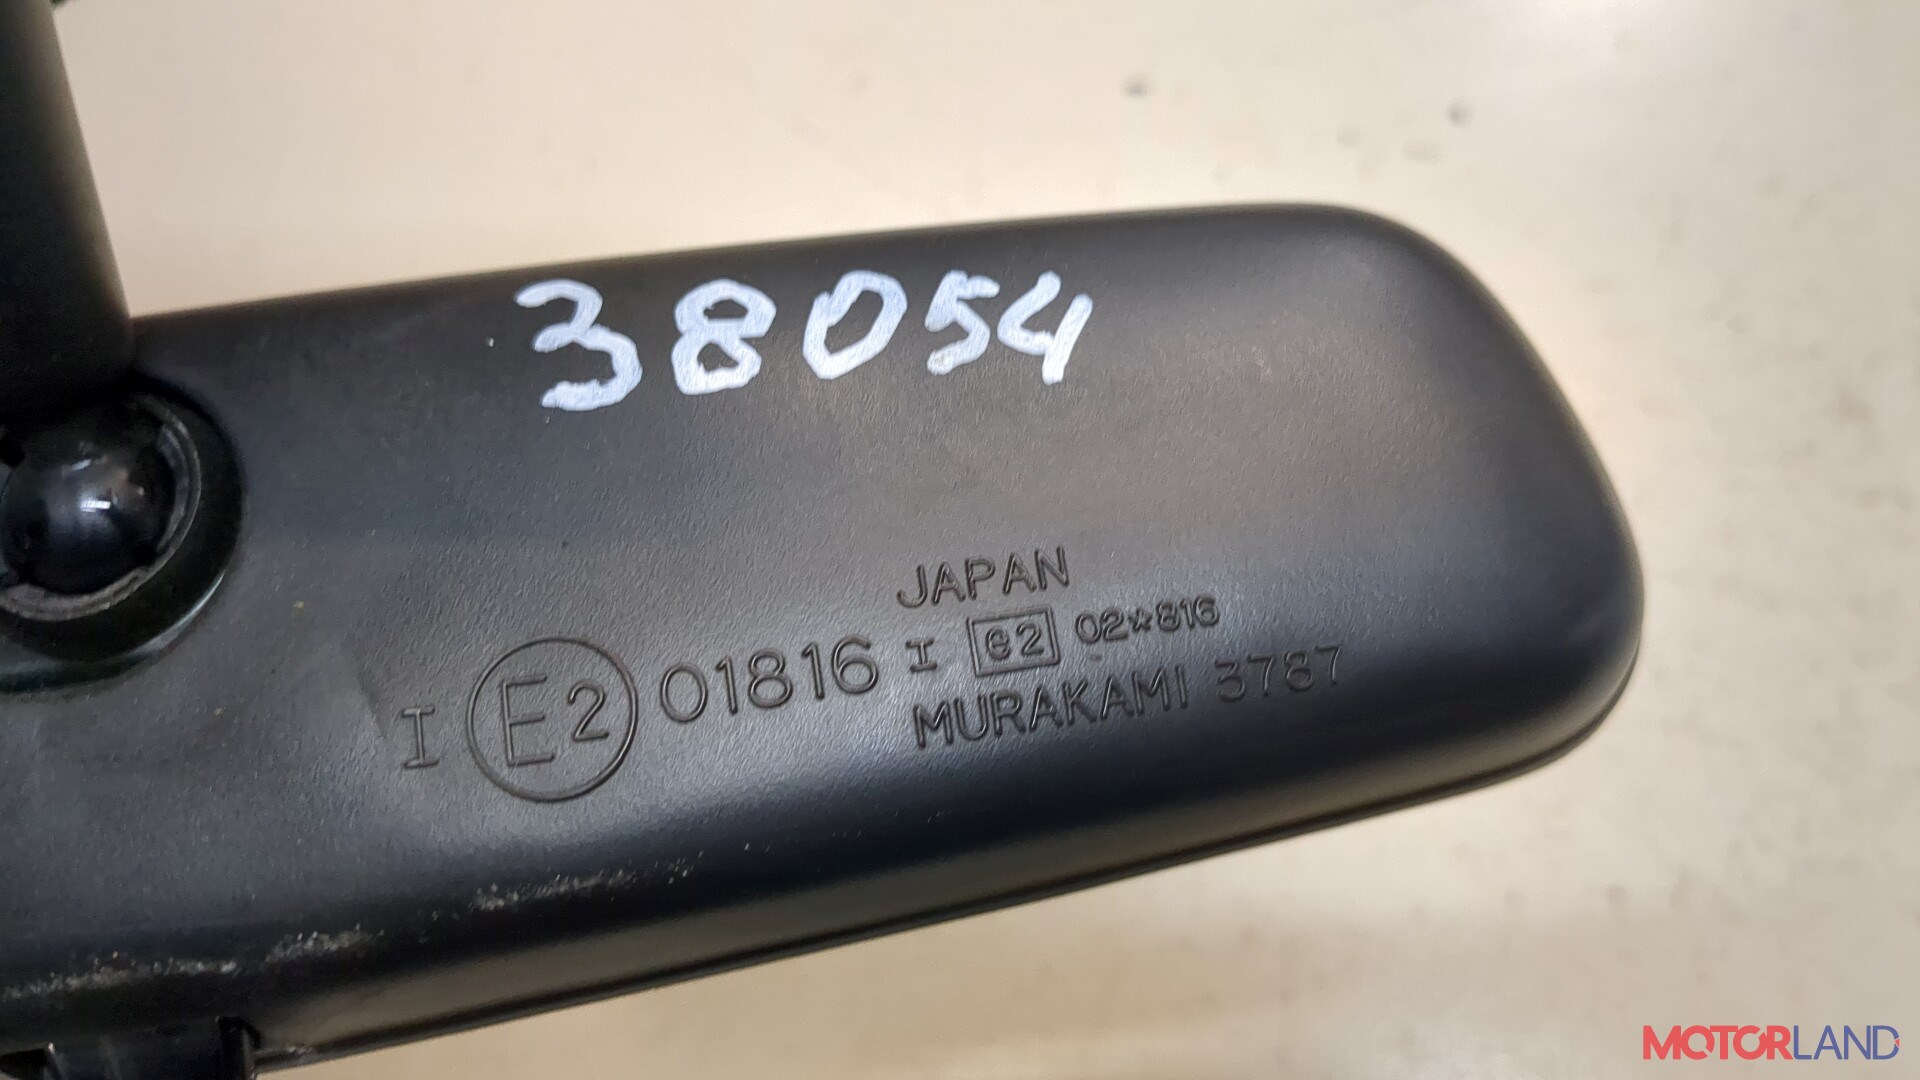 38054
JAPAN
I E2 01816 I e2 02*816
MURAKAMI 3787
MOTORLAND